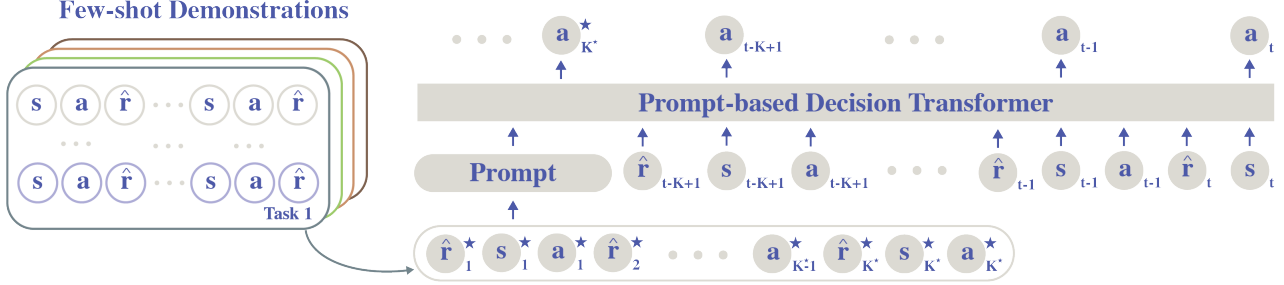 Few-shot Demonstrations
s a r̂ ... s a r̂
... ... ...
s a r̂ ... s a r̂
Task 1
... a★K* a t-K+1 ... a t-1 a t
Prompt-based Decision Transformer
Prompt r̂ t-K+1 s t-K+1 a t-K+1 ... r̂ t-1 s t-1 a t-1 r̂ t s t
r̂★1 s★1 a★1 r̂★2 ... a★K*-1 r̂★K* s★K* a★K*